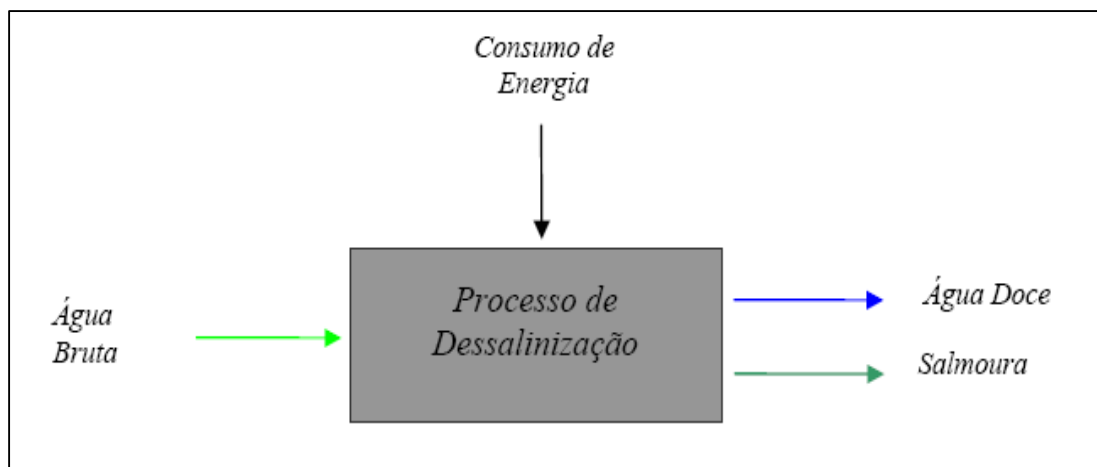 Consumo de
Energia
Água
Bruta
Processo de
Dessalinização
Água Doce
Salmoura